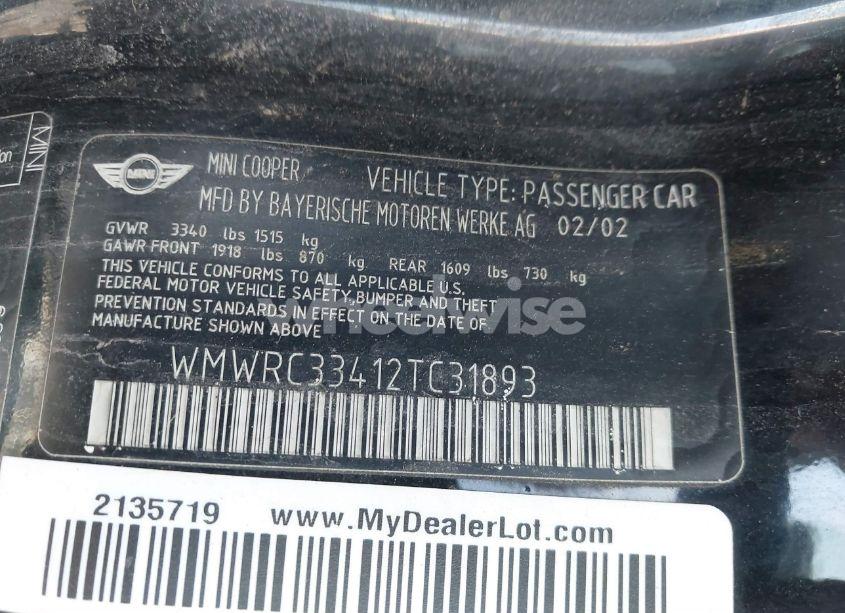 MINI
MINI
MINI COOPER
VEHICLE TYPE: PASSENGER CAR
MFD BY BAYERISCHE MOTOREN WERKE AG 02/02
GVWR 3340 lbs 1515 kg
GAWR FRONT 1918 lbs 870 kg REAR 1609 lbs 730 kg
THIS VEHICLE CONFORMS TO ALL APPLICABLE U.S.
FEDERAL MOTOR VEHICLE SAFETY,BUMPER AND THEFT
PREVENTION STANDARDS IN EFFECT ON THE DATE OF
MANUFACTURE SHOWN ABOVE
wheelwise
WMWRC33412TC31893
2135719
www.MyDealerLot.com